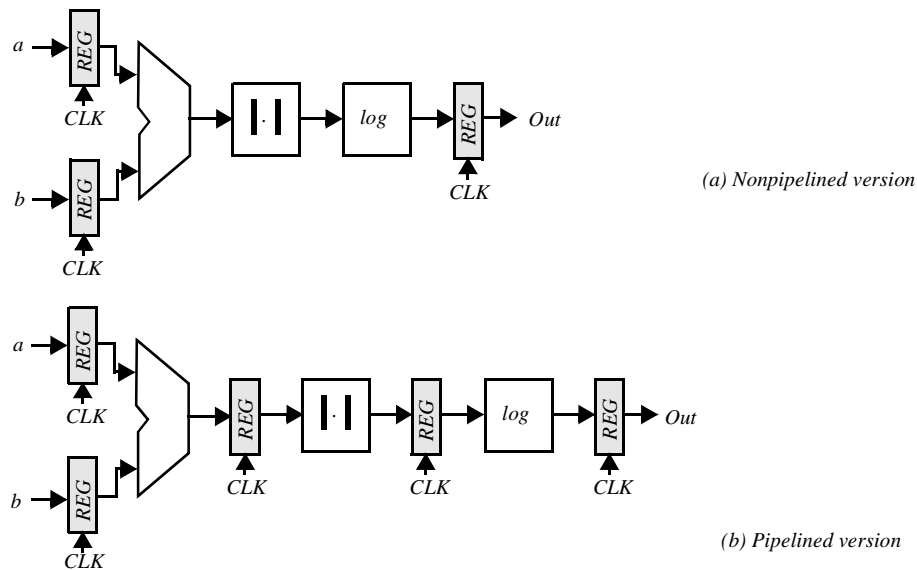 a
REG
CLK
b
REG
CLK
| · |
log
REG
CLK
Out
(a) Nonpipelined version
a
REG
CLK
b
REG
CLK
REG
CLK
| · |
REG
CLK
log
REG
CLK
Out
(b) Pipelined version